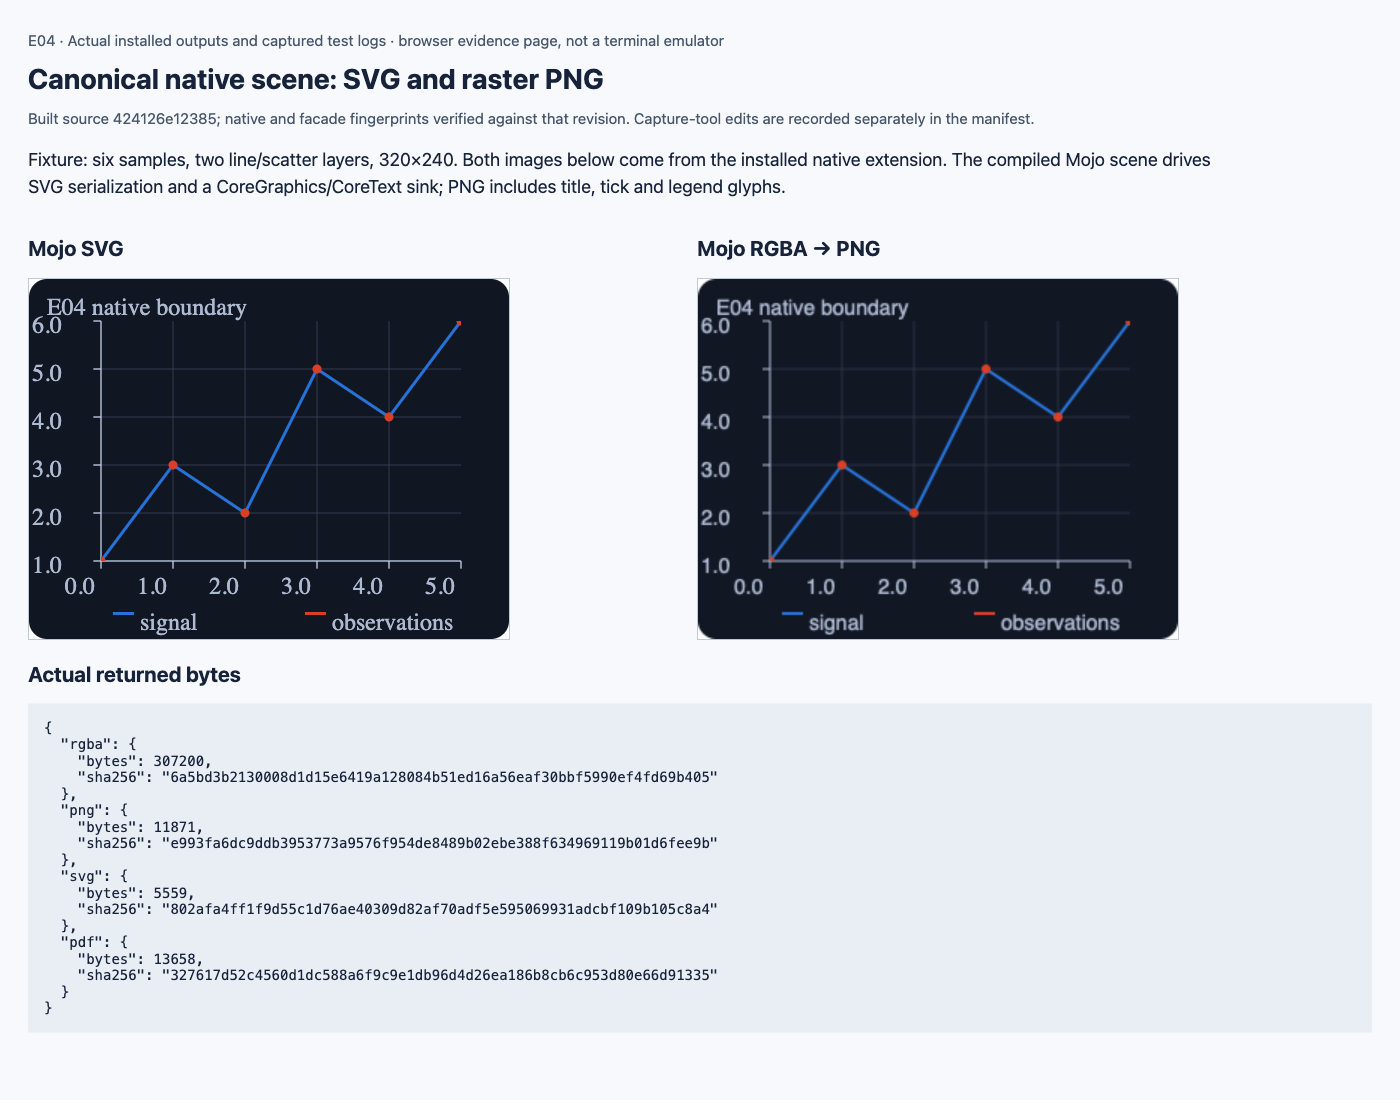 E04 · Actual installed outputs and captured test logs · browser evidence page, not a terminal emulator
Canonical native scene: SVG and raster PNG
Built source 424126e12385; native and facade fingerprints verified against that revision. Capture-tool edits are recorded separately in the manifest.
Fixture: six samples, two line/scatter layers, 320×240. Both images below come from the installed native extension. The compiled Mojo scene drives
SVG serialization and a CoreGraphics/CoreText sink; PNG includes title, tick and legend glyphs.
Mojo SVG
E04 native boundary
6.0
5.0
4.0
3.0
2.0
1.0
0.0 1.0 2.0 3.0 4.0 5.0
signal observations
Mojo RGBA → PNG
E04 native boundary
6.0
5.0
4.0
3.0
2.0
1.0
0.0 1.0 2.0 3.0 4.0 5.0
signal observations
Actual returned bytes
{
  "rgba": {
    "bytes": 307200,
    "sha256": "6a5bd3b2130008d1d15e6419a128084b51ed16a56eaf30bbf5990ef4fd69b405"
  },
  "png": {
    "bytes": 11871,
    "sha256": "e993fa6dc9ddb3953773a9576f954de8489b02ebe388f634969119b01d6fee9b"
  },
  "svg": {
    "bytes": 5559,
    "sha256": "802afa4ff1f9d55c1d76ae40309d82af70adf5e595069931adcbf109b105c8a4"
  },
  "pdf": {
    "bytes": 13658,
    "sha256": "327617d52c4560d1dc588a6f9c9e1db96d4d26ea186b8cb6c953d80e66d91335"
  }
}